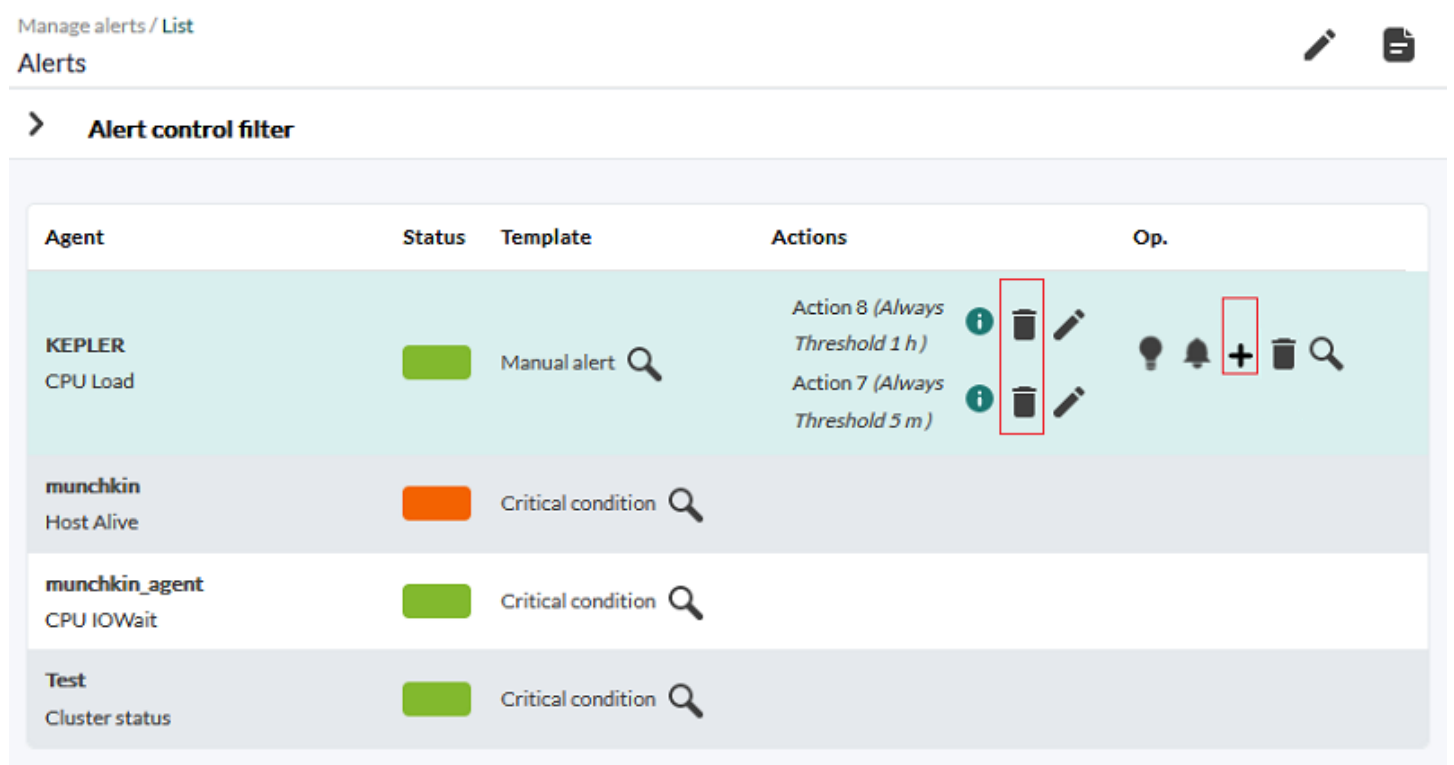 Manage alerts / List
Alerts
Alert control filter
Agent Status Template Actions Op.
KEPLER
CPU Load
Manual alert
Action 8 (Always
Threshold 1 h )
Action 7 (Always
Threshold 5 m )
munchkin
Host Alive
Critical condition
munchkin_agent
CPU IOWait
Critical condition
Test
Cluster status
Critical condition